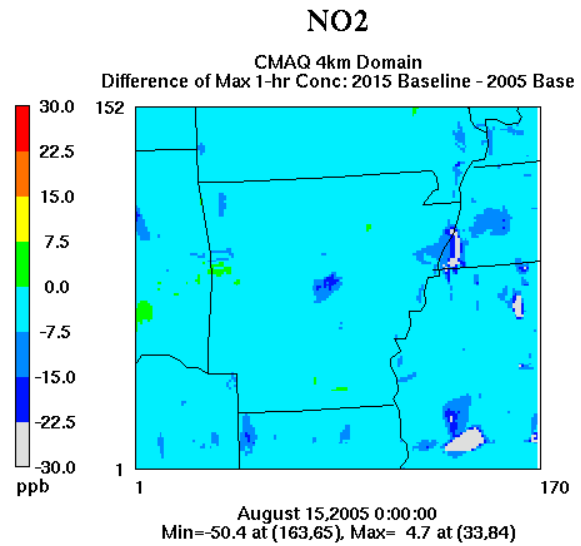 NO2
CMAQ 4km Domain
Difference of Max 1-hr Conc: 2015 Baseline - 2005 Base
30.0
22.5
15.0
7.5
0.0
-7.5
-15.0
-22.5
-30.0
ppb
152
1
1
170
August 15,2005 0:00:00
Min=-50.4 at (163,65), Max= 4.7 at (33,84)